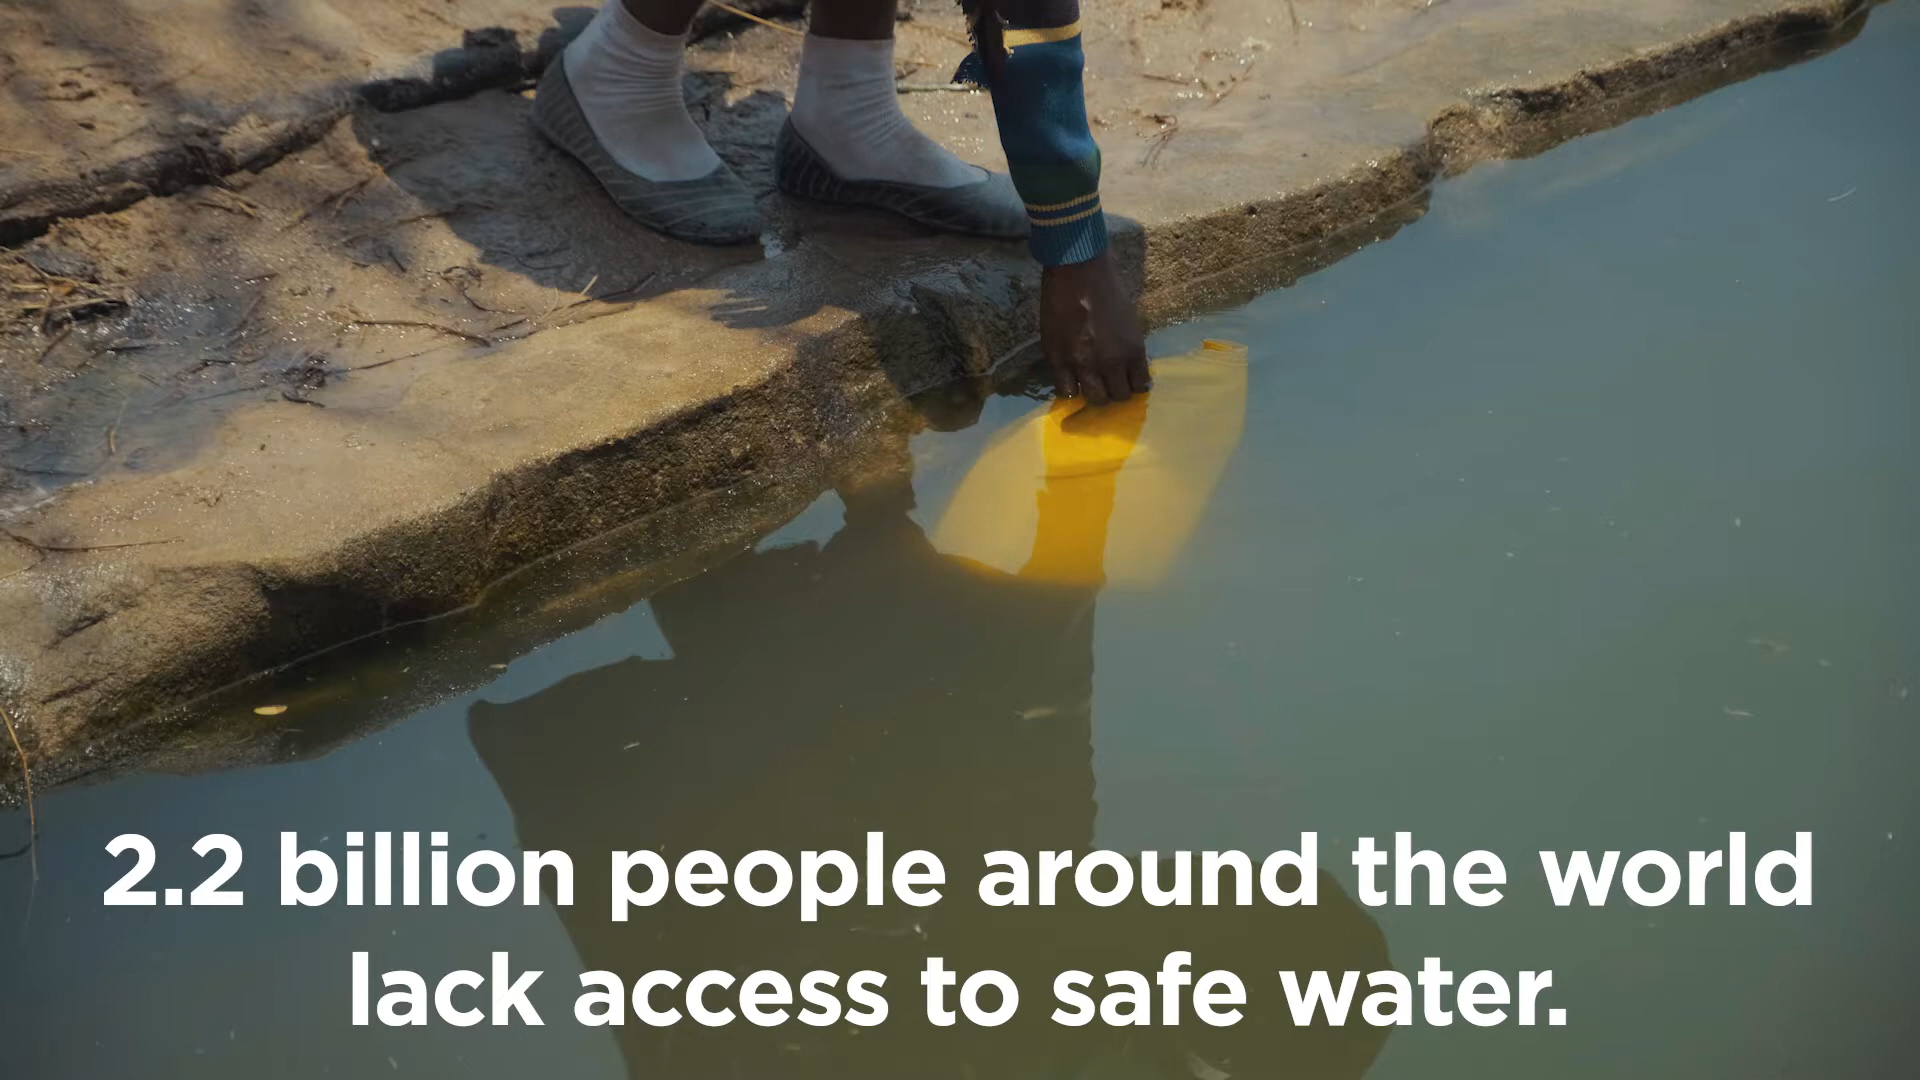 2.2 billion people around the world
lack access to safe water.